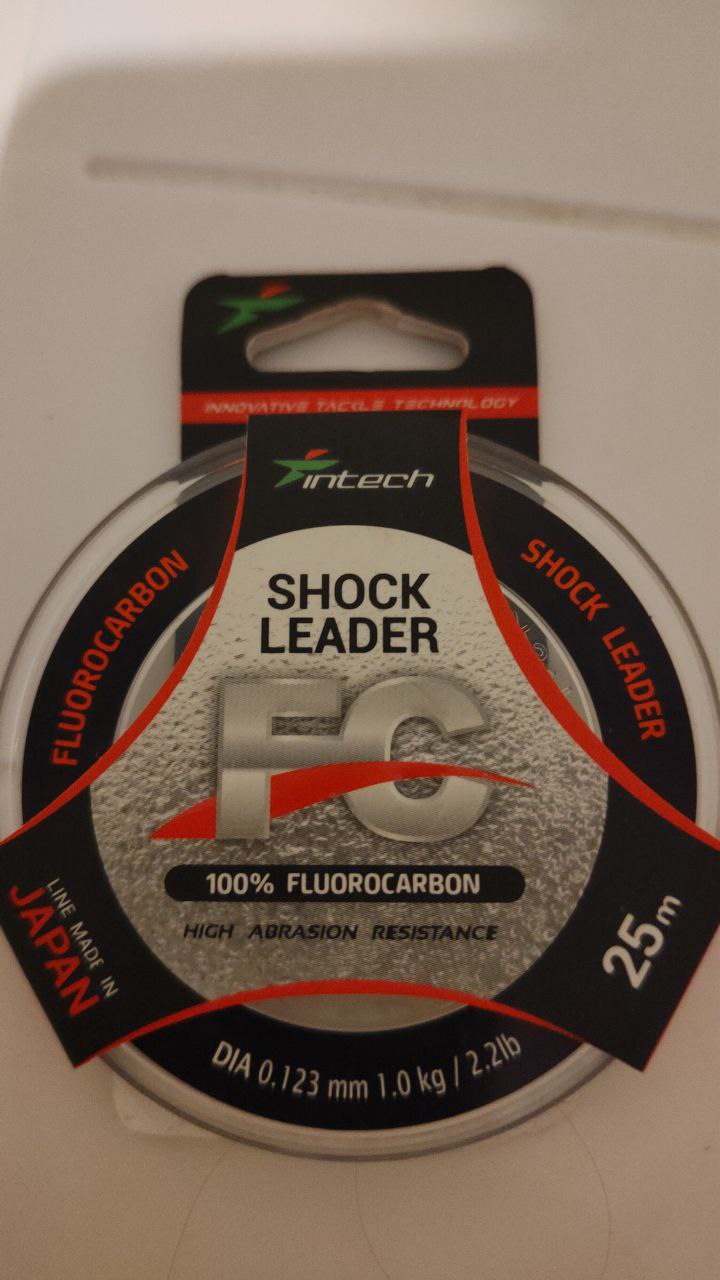 INNOVATIVE TACKLE TECHNOLOGY
intech
FLUOROCARBON
SHOCK LEADER
SHOCK
LEADER
FC
100% FLUOROCARBON
HIGH ABRASION RESISTANCE
LINE MADE IN
JAPAN
25m
DIA 0.123 mm 1.0 kg / 2.2lb